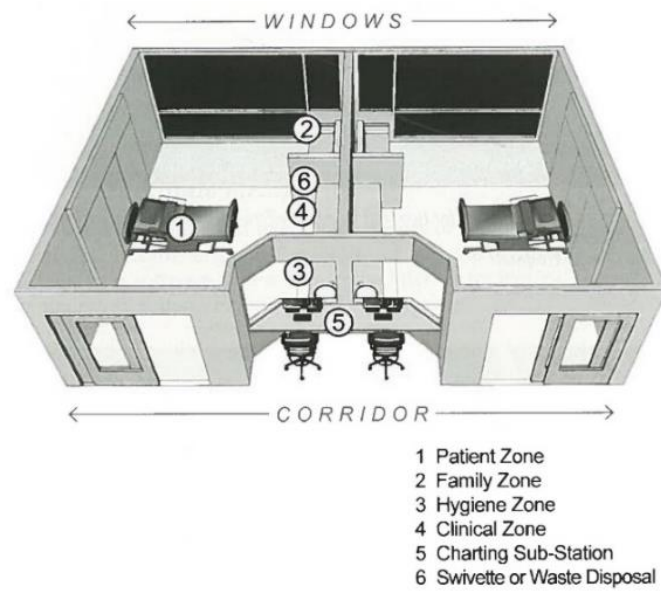 WINDOWS
2
6
4
1
3
5
CORRIDOR
1 Patient Zone
2 Family Zone
3 Hygiene Zone
4 Clinical Zone
5 Charting Sub-Station
6 Swivette or Waste Disposal